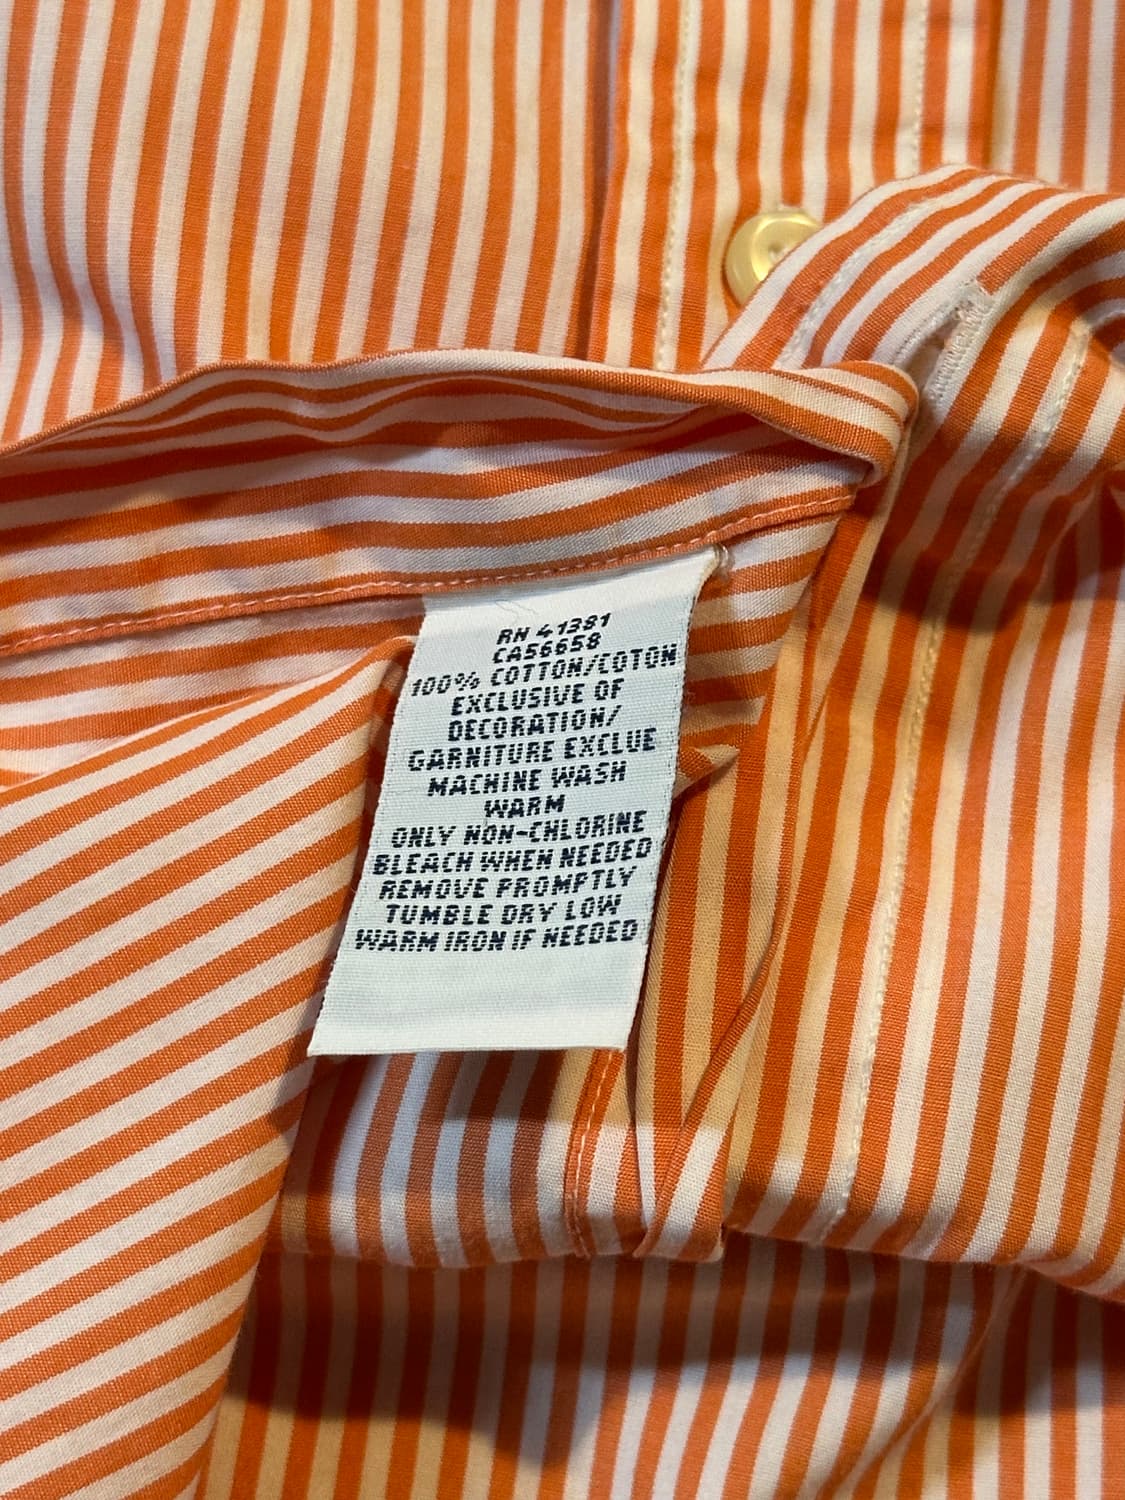 RN 41381
CA56658
100% COTTON/COTON
EXCLUSIVE OF
DECORATION/
GARNITURE EXCLUE
MACHINE WASH
WARM
ONLY NON-CHLORINE
BLEACH WHEN NEEDED
REMOVE PROMPTLY
TUMBLE DRY LOW
WARM IRON IF NEEDED